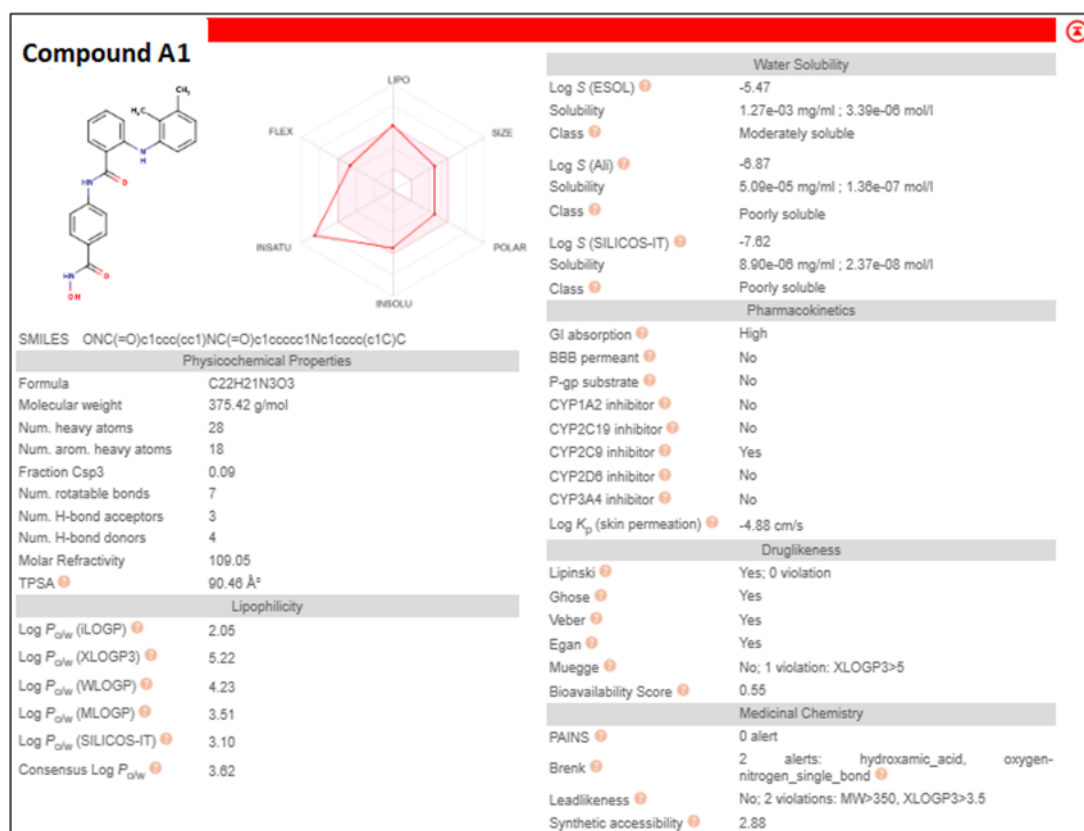 Compound A1
CH₃
H₃C
N
H
HN
O
O
HN
OH
LIPO
FLEX
SIZE
INSATU
POLAR
INSOLU
SMILES ONC(=O)c1ccc(cc1)NC(=O)c1ccccc1Nc1cccc(c1C)C
Physicochemical Properties
Formula C22H21N3O3
Molecular weight 375.42 g/mol
Num. heavy atoms 28
Num. arom. heavy atoms 18
Fraction Csp3 0.09
Num. rotatable bonds 7
Num. H-bond acceptors 3
Num. H-bond donors 4
Molar Refractivity 109.05
TPSA ? 90.46 Å²
Lipophilicity
Log Po/w (iLOGP) ? 2.05
Log Po/w (XLOGP3) ? 5.22
Log Po/w (WLOGP) ? 4.23
Log Po/w (MLOGP) ? 3.51
Log Po/w (SILICOS-IT) ? 3.10
Consensus Log Po/w ? 3.62
Water Solubility
Log S (ESOL) ? -5.47
Solubility 1.27e-03 mg/ml ; 3.39e-06 mol/l
Class ? Moderately soluble
Log S (Ali) ? -6.87
Solubility 5.09e-05 mg/ml ; 1.36e-07 mol/l
Class ? Poorly soluble
Log S (SILICOS-IT) ? -7.62
Solubility 8.90e-06 mg/ml ; 2.37e-08 mol/l
Class ? Poorly soluble
Pharmacokinetics
GI absorption ? High
BBB permeant ? No
P-gp substrate ? No
CYP1A2 inhibitor ? No
CYP2C19 inhibitor ? No
CYP2C9 inhibitor ? Yes
CYP2D6 inhibitor ? No
CYP3A4 inhibitor ? No
Log Kp (skin permeation) ? -4.88 cm/s
Druglikeness
Lipinski ? Yes; 0 violation
Ghose ? Yes
Veber ? Yes
Egan ? Yes
Muegge ? No; 1 violation: XLOGP3>5
Bioavailability Score ? 0.55
Medicinal Chemistry
PAINS ? 0 alert
Brenk ? 2 alerts: hydroxamic_acid, oxygen-
nitrogen_single_bond ?
Leadlikeness ? No; 2 violations: MW>350, XLOGP3>3.5
Synthetic accessibility ? 2.88